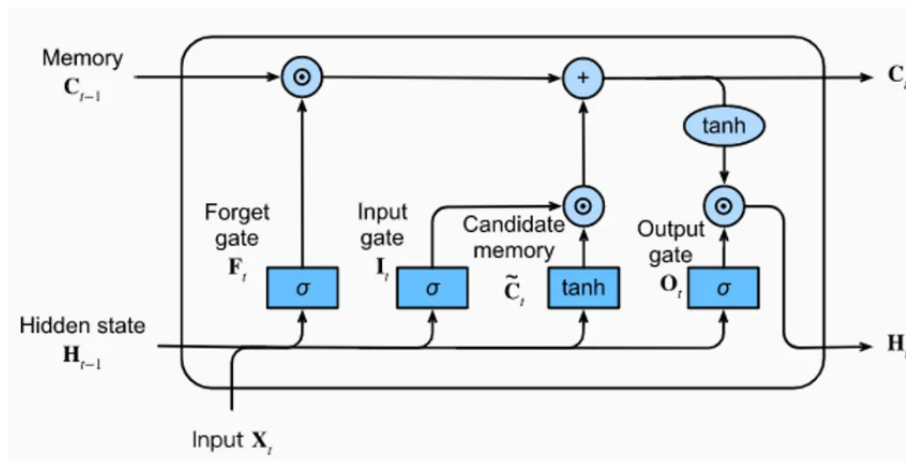 Memory
C_{t−1}
⊙
+
C_t
tanh
Forget
gate
F_t
σ
Input
gate
I_t
σ
Candidate
memory
C̃_t
tanh
⊙
Output
gate
O_t
σ
⊙
Hidden state
H_{t−1}
H_t
Input X_t